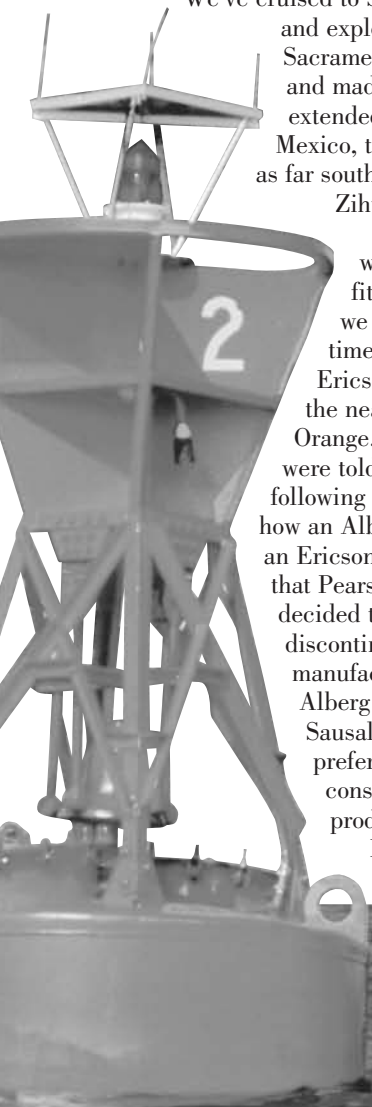 and
Sacrame
and mad
extended
Mexico, t
as far south
Zih
2
w
fit
we
time
Erics
the nea
Orange.
were told
following
how an Alb
an Ericson
that Pears
decided t
discontin
manufac
Alberg
Sausal
prefer
cons
prod